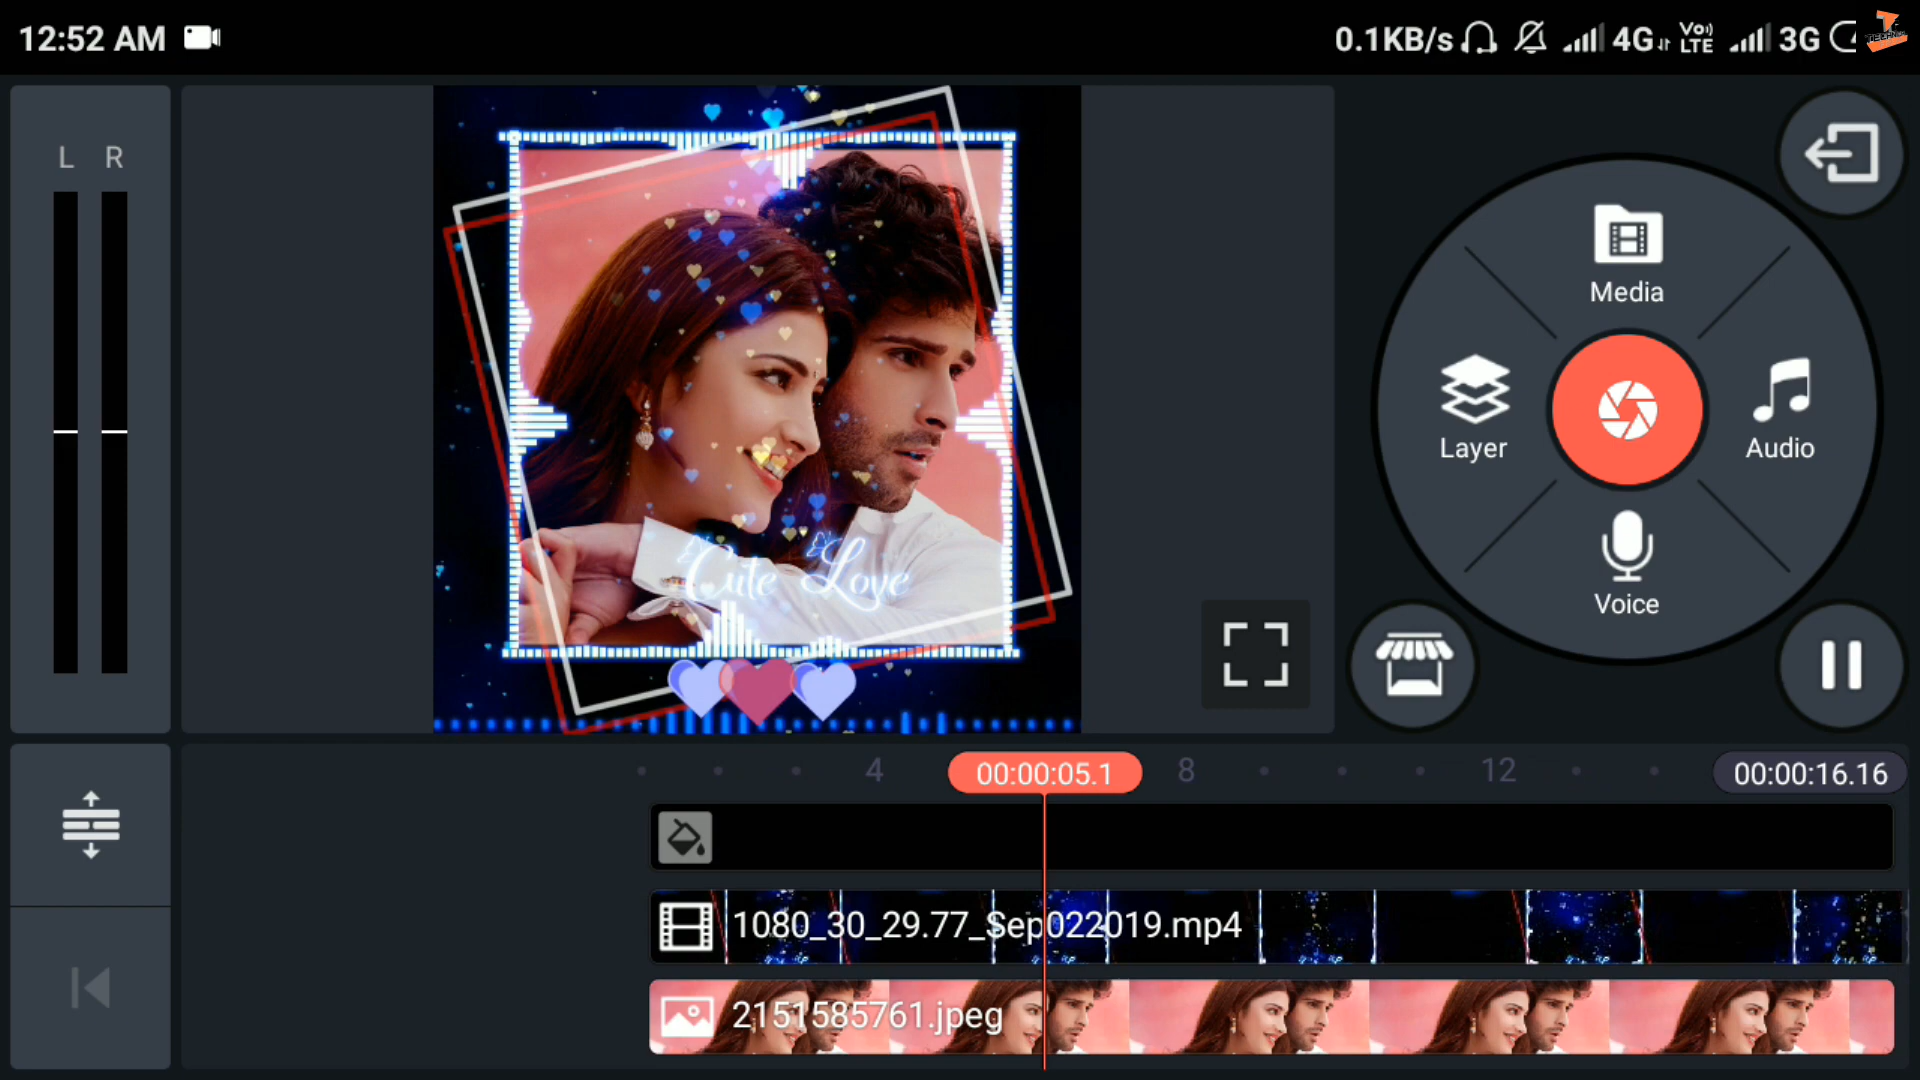 12:52 AM
0.1KB/s 4G VoLTE 3G
L R
Media
Layer
Audio
Voice
Cute Love
4
00:00:05.1
8
12
00:00:16.16
1080_30_29.77_Sep022019.mp4
2151585761.jpeg